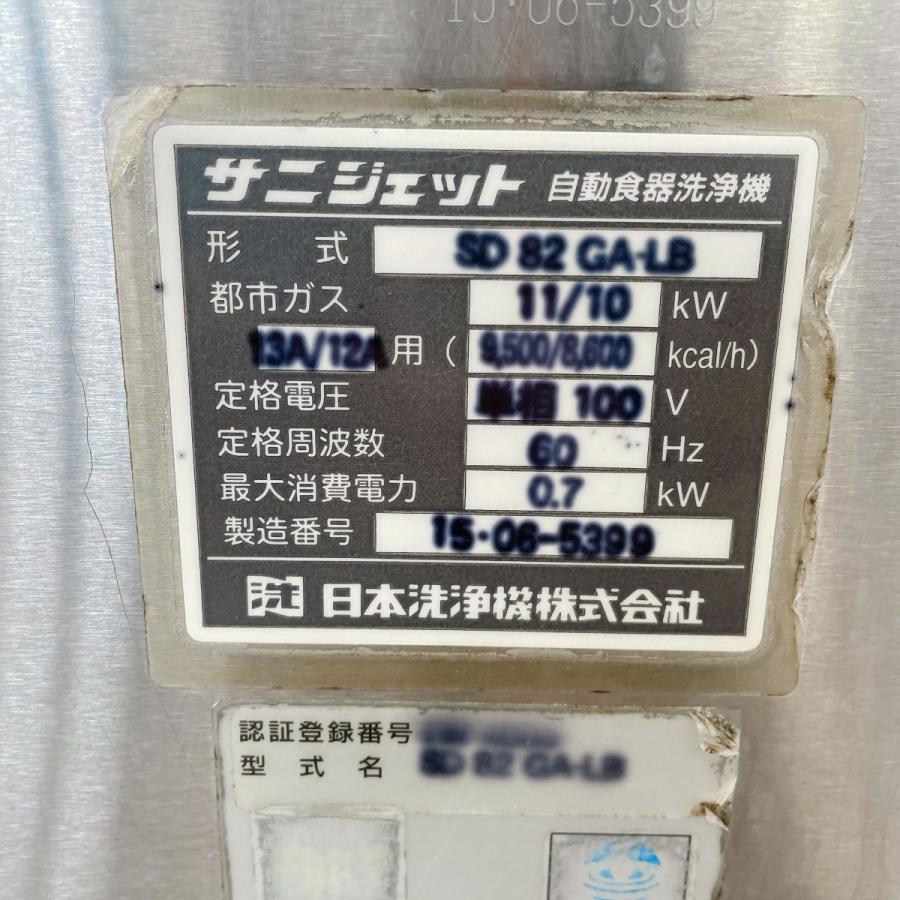 15・06-5399
サニジェット 自動食器洗浄機
形 式 SD 82 GA-LB
都市ガス 11/10 kW
13A/12A 用 ( 9,500/8,600 kcal/h)
定格電圧 単相 100 V
定格周波数 60 Hz
最大消費電力 0.7 kW
製造番号 15・06-5399
日本洗浄機株式会社
認証登録番号
型 式 名 SD 82 GA-LB